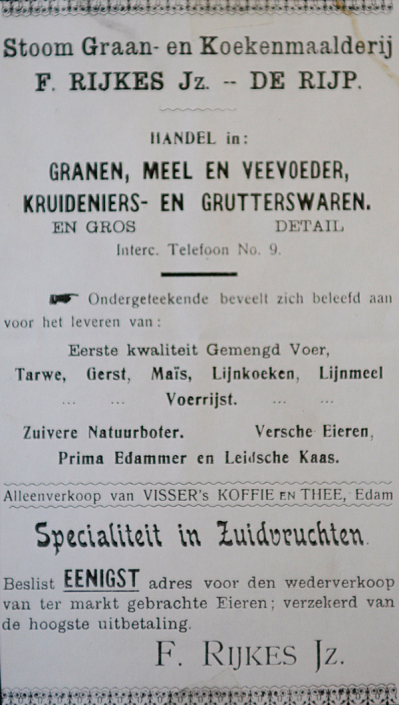 Stoom Graan- en Koekenmaalderij
F. RIJKES Jz. -- DE RIJP.
HANDEL in:
GRANEN, MEEL EN VEEVOEDER,
KRUIDENIERS- EN GRUTTERSWAREN.
EN GROS DETAIL
Interc. Telefoon No. 9.
Ondergeteekende beveelt zich beleefd aan
voor het leveren van:
Eerste kwaliteit Gemengd Voer,
Tarwe, Gerst, Maïs, Lijnkoeken, Lijnmeel
... ... Voerrijst. ... ...
Zuivere Natuurboter. Versche Eieren,
Prima Edammer en Leidsche Kaas.
Alleenverkoop van VISSER's KOFFIE EN THEE, Edam
Specialiteit in Zuidvruchten.
Beslist EENIGST adres voor den wederverkoop
van ter markt gebrachte Eieren; verzekerd van
de hoogste uitbetaling.
F. RIJKES Jz.